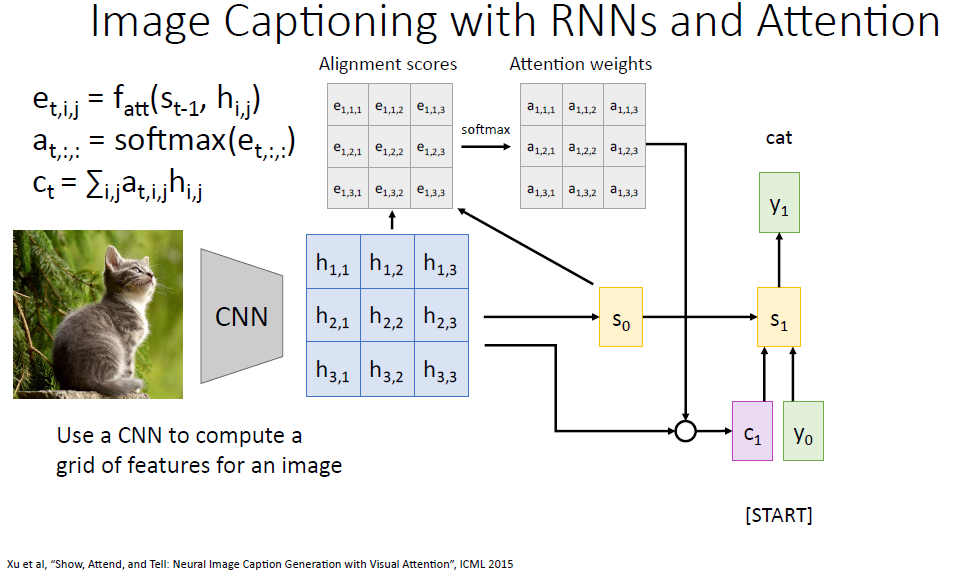 Image Captioning with RNNs and Attention
Alignment scores
Attention weights
e_{t,i,j} = f_{att}(s_{t-1}, h_{i,j})
a_{t,:,:} = softmax(e_{t,:,:})
c_t = ∑_{i,j}a_{t,i,j}h_{i,j}
e_{1,1,1} e_{1,1,2} e_{1,1,3}
e_{1,2,1} e_{1,2,2} e_{1,2,3}
e_{1,3,1} e_{1,3,2} e_{1,3,3}
softmax
a_{1,1,1} a_{1,1,2} a_{1,1,3}
a_{1,2,1} a_{1,2,2} a_{1,2,3}
a_{1,3,1} a_{1,3,2} a_{1,3,3}
cat
y_1
CNN
h_{1,1} h_{1,2} h_{1,3}
h_{2,1} h_{2,2} h_{2,3}
h_{3,1} h_{3,2} h_{3,3}
s_0
s_1
c_1
y_0
[START]
Use a CNN to compute a
grid of features for an image
Xu et al, “Show, Attend, and Tell: Neural Image Caption Generation with Visual Attention”, ICML 2015